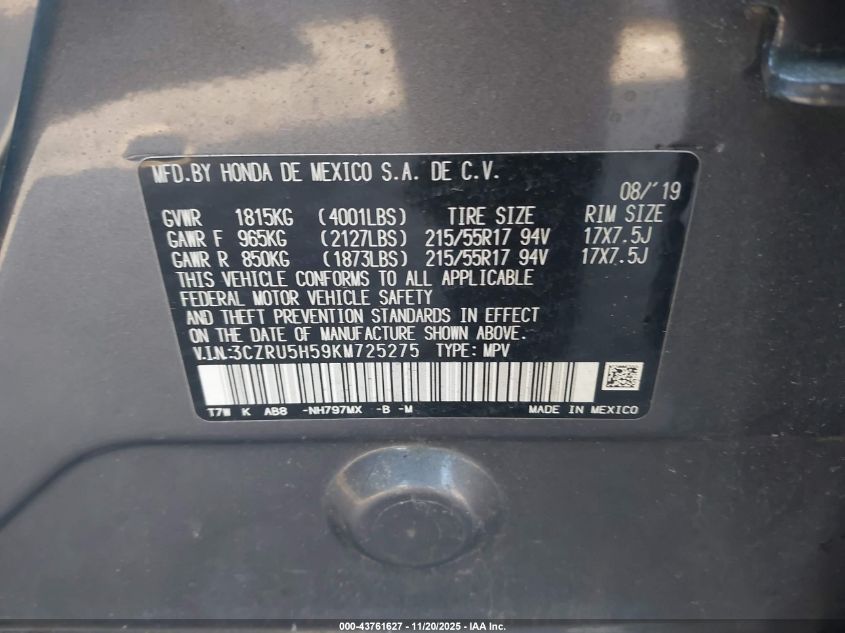 MFD.BY HONDA DE MEXICO S.A. DE C.V.
08/'19
GVWR 1815KG (4001LBS) TIRE SIZE RIM SIZE
GAWR F 965KG (2127LBS) 215/55R17 94V 17X7.5J
GAWR R 850KG (1873LBS) 215/55R17 94V 17X7.5J
THIS VEHICLE CONFORMS TO ALL APPLICABLE
FEDERAL MOTOR VEHICLE SAFETY
AND THEFT PREVENTION STANDARDS IN EFFECT
ON THE DATE OF MANUFACTURE SHOWN ABOVE.
V.I.N:3CZRU5H59KM725275 TYPE: MPV
T7W K AB8 -NH797MX -B -M MADE IN MEXICO
000-43761627 - 11/20/2025 - IAA Inc.